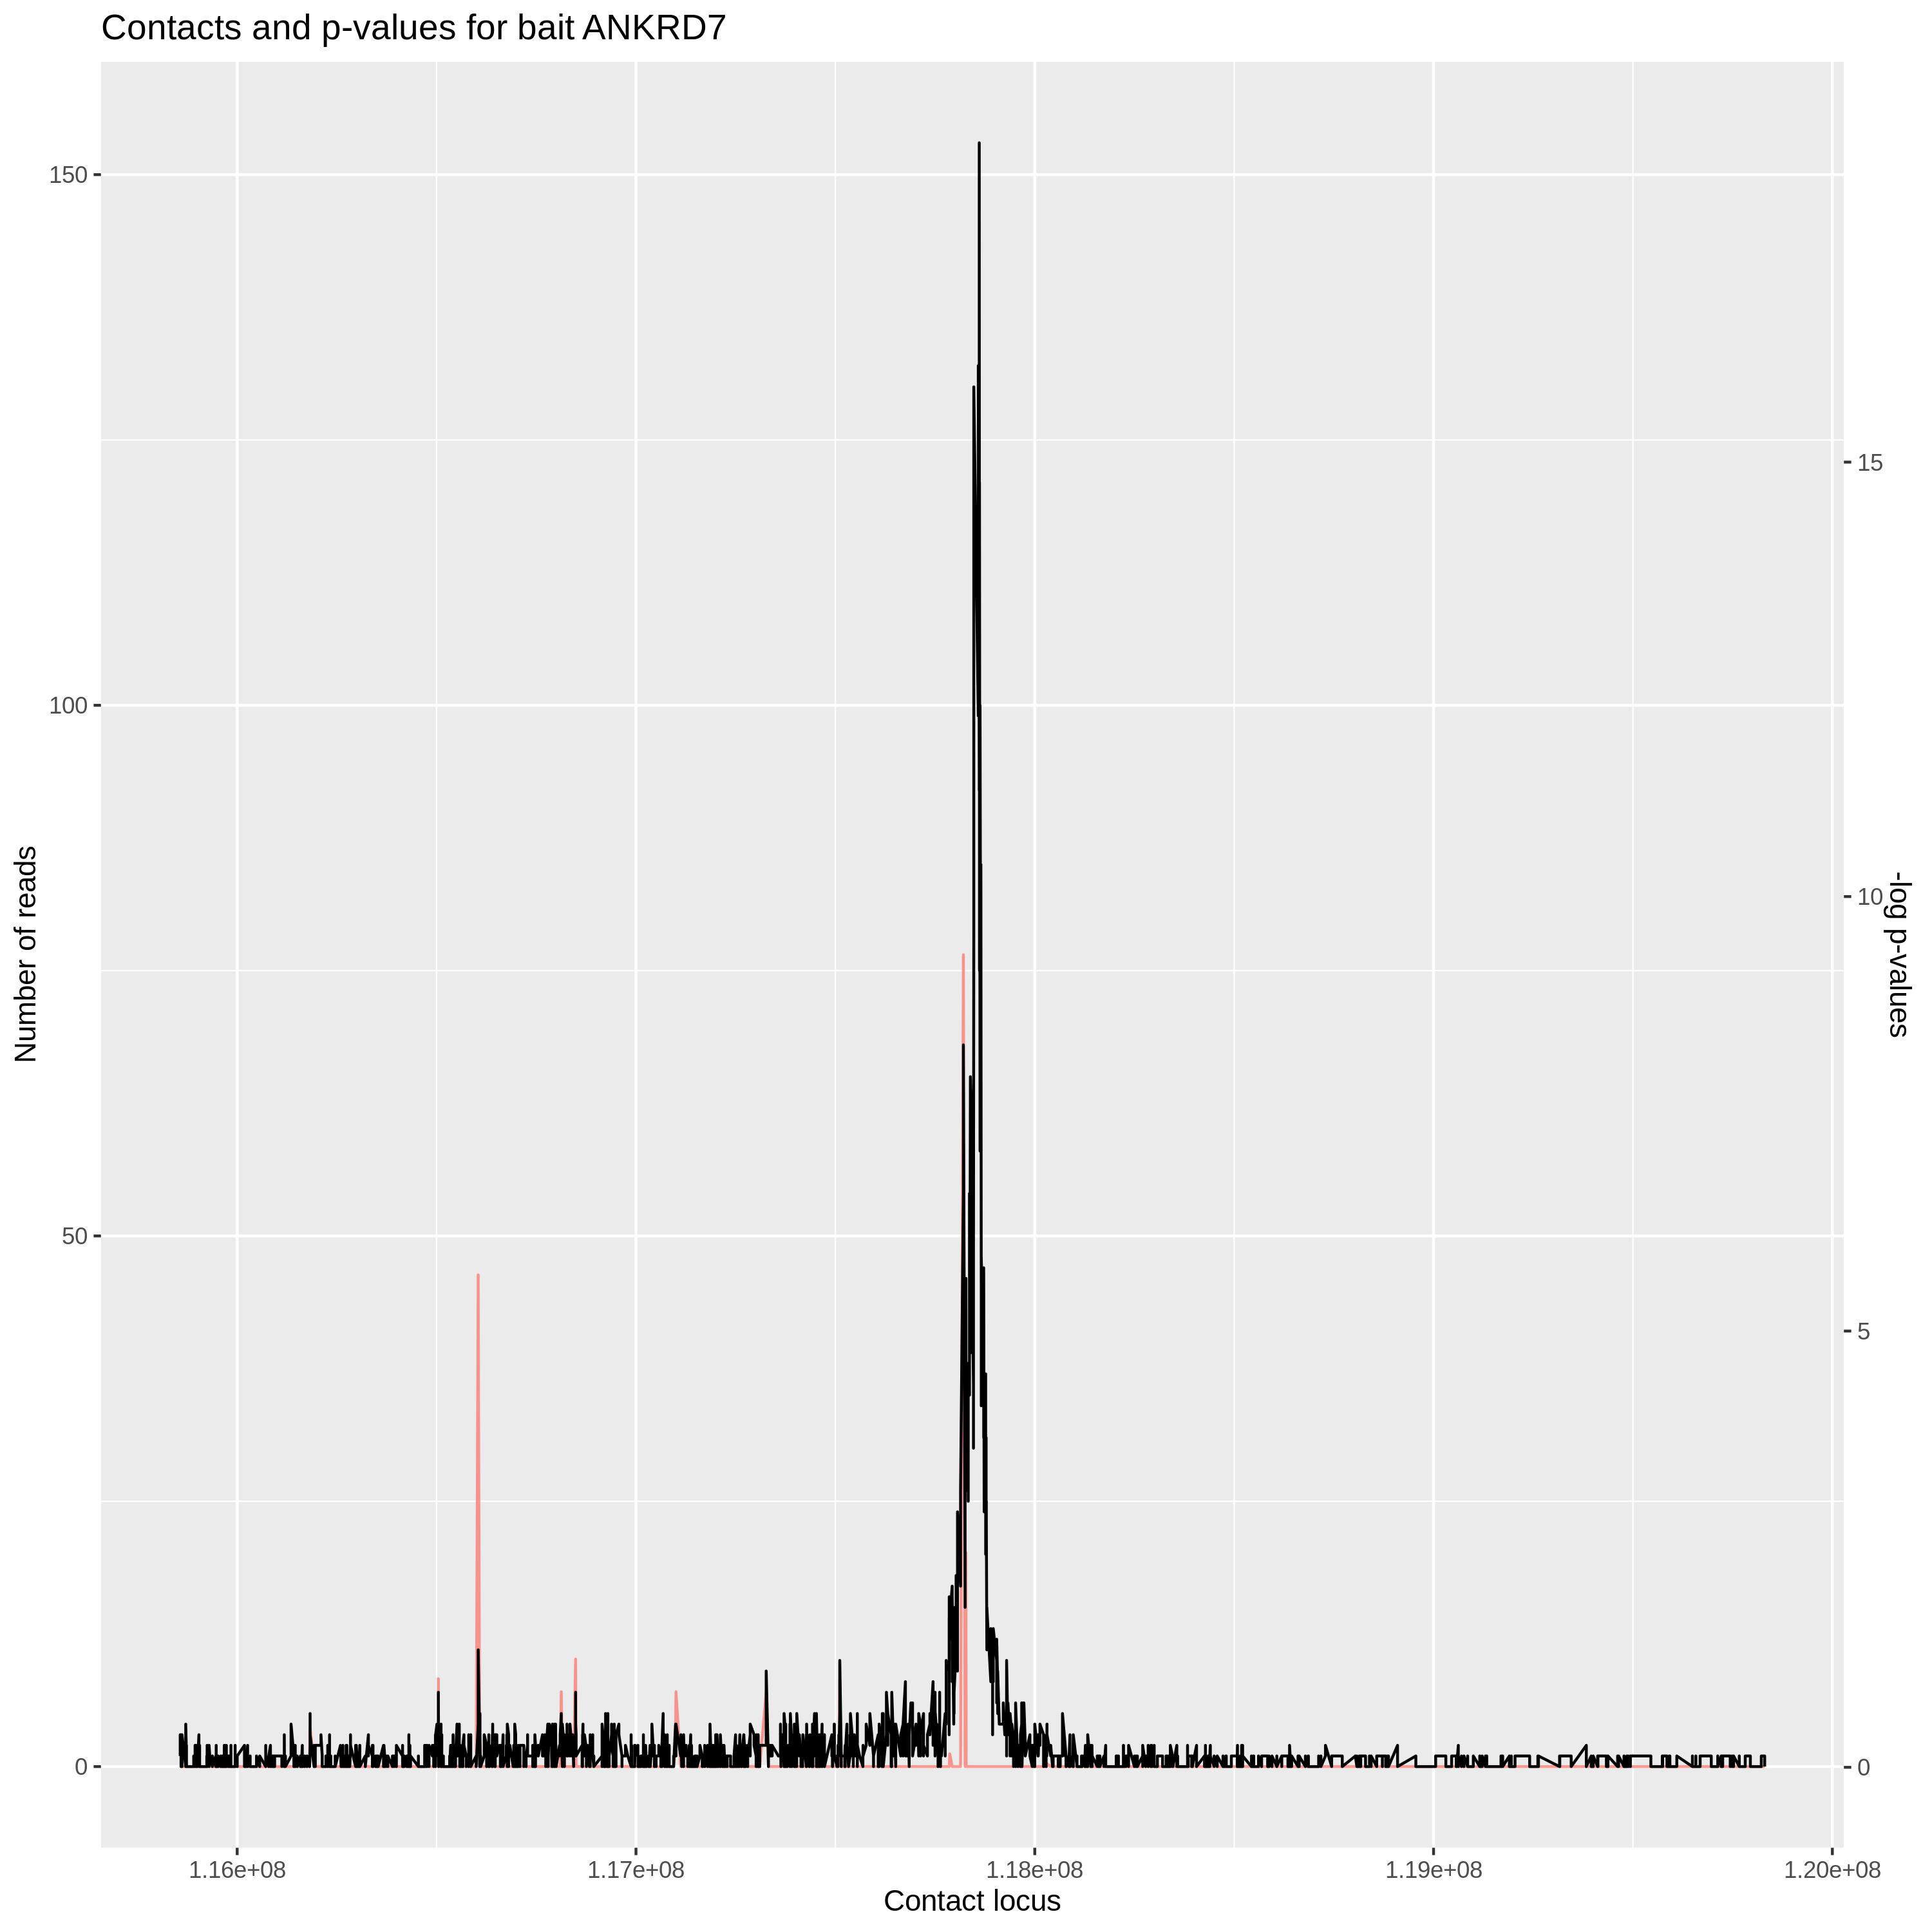 Contacts and p-values for bait ANKRD7
150
100
50
0
Number of reads
15
10
5
0
-log p-values
1.16e+08
1.17e+08
1.18e+08
1.19e+08
1.20e+08
Contact locus